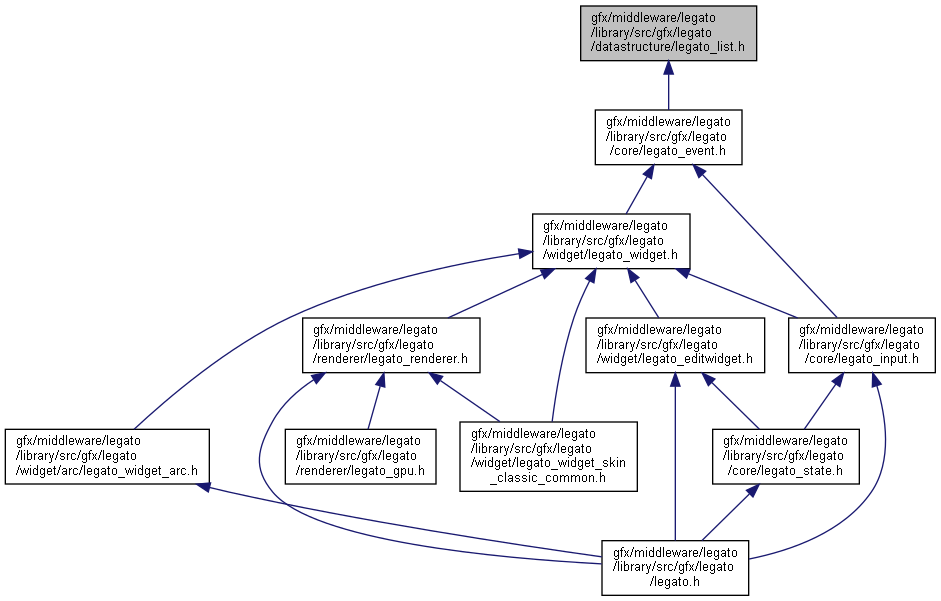 gfx/middleware/legato
/library/src/gfx/legato
/datastructure/legato_list.h
gfx/middleware/legato
/library/src/gfx/legato
/core/legato_event.h
gfx/middleware/legato
/library/src/gfx/legato
/widget/legato_widget.h
gfx/middleware/legato
/library/src/gfx/legato
/renderer/legato_renderer.h
gfx/middleware/legato
/library/src/gfx/legato
/widget/legato_editwidget.h
gfx/middleware/legato
/library/src/gfx/legato
/core/legato_input.h
gfx/middleware/legato
/library/src/gfx/legato
/widget/arc/legato_widget_arc.h
gfx/middleware/legato
/library/src/gfx/legato
/renderer/legato_gpu.h
gfx/middleware/legato
/library/src/gfx/legato
/widget/legato_widget_skin
_classic_common.h
gfx/middleware/legato
/library/src/gfx/legato
/core/legato_state.h
gfx/middleware/legato
/library/src/gfx/legato
/legato.h